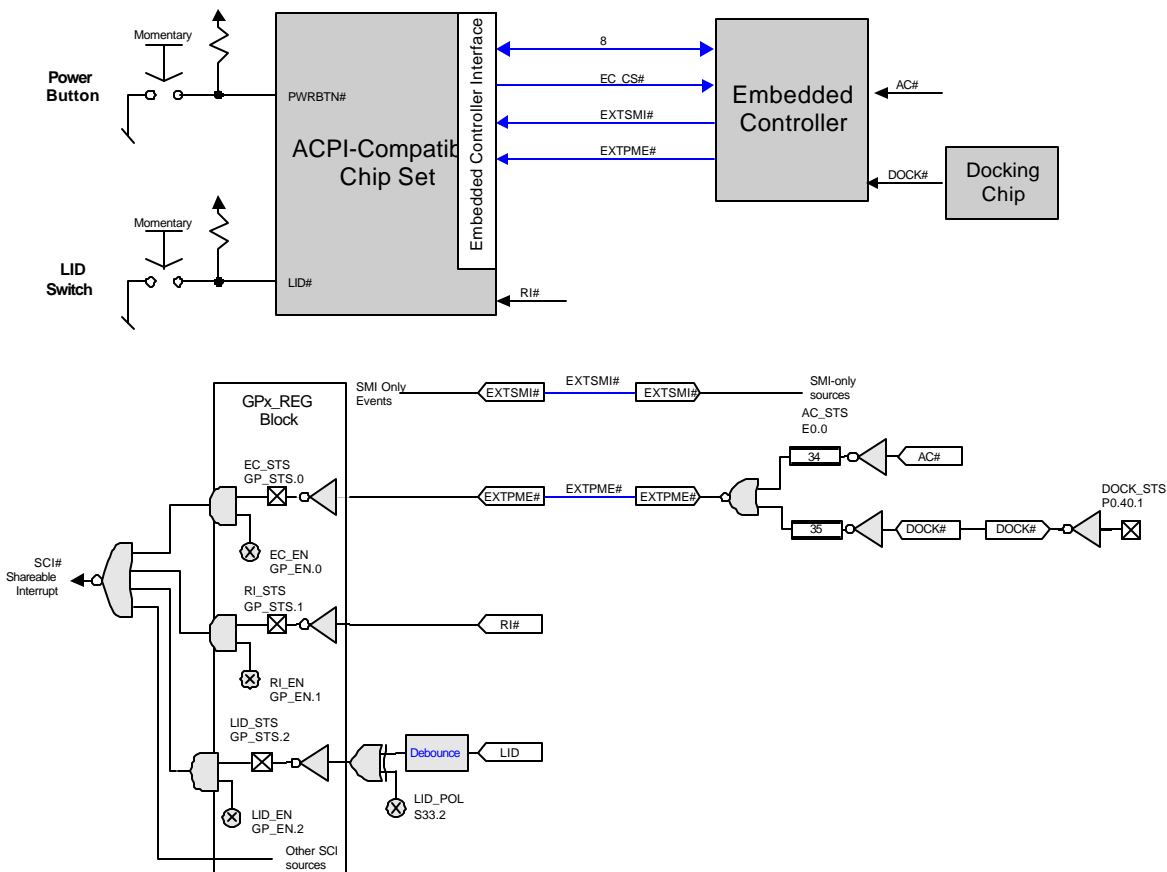 Momentary
Power
Button
PWRBTN#
ACPI-Compatib
Chip Set
Embedded Controller Interface
8
EC_CS#
EXTSMI#
EXTPME#
Embedded
Controller
AC#
DOCK#
Docking
Chip
Momentary
LID
Switch
LID#
RI#
GPx_REG
Block
SMI Only
Events
EXTSMI#
EXTSMI#
EXTSMI#
SMI-only
sources
AC_STS
E0.0
34
AC#
EC_STS
GP_STS.0
EXTPME#
EXTPME#
EXTPME#
DOCK_STS
P0.40.1
35
DOCK#
DOCK#
EC_EN
GP_EN.0
SCI#
Shareable
Interrupt
RI_STS
GP_STS.1
RI#
RI_EN
GP_EN.1
LID_STS
GP_STS.2
Debounce
LID
LID_POL
S33.2
LID_EN
GP_EN.2
Other SCI
sources